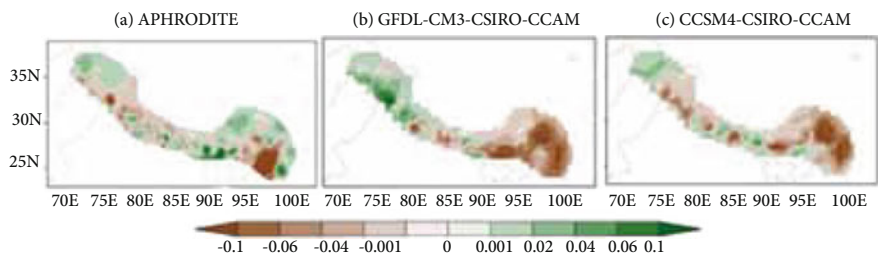 (a) APHRODITE (b) GFDL-CM3-CSIRO-CCAM (c) CCSM4-CSIRO-CCAM
35N
30N
25N
70E 75E 80E 85E 90E 95E 100E 70E 75E 80E 85E 90E 95E 100E 70E 75E 80E 85E 90E 95E 100E
-0.1 -0.06 -0.04 -0.001 0 0.001 0.02 0.04 0.06 0.1